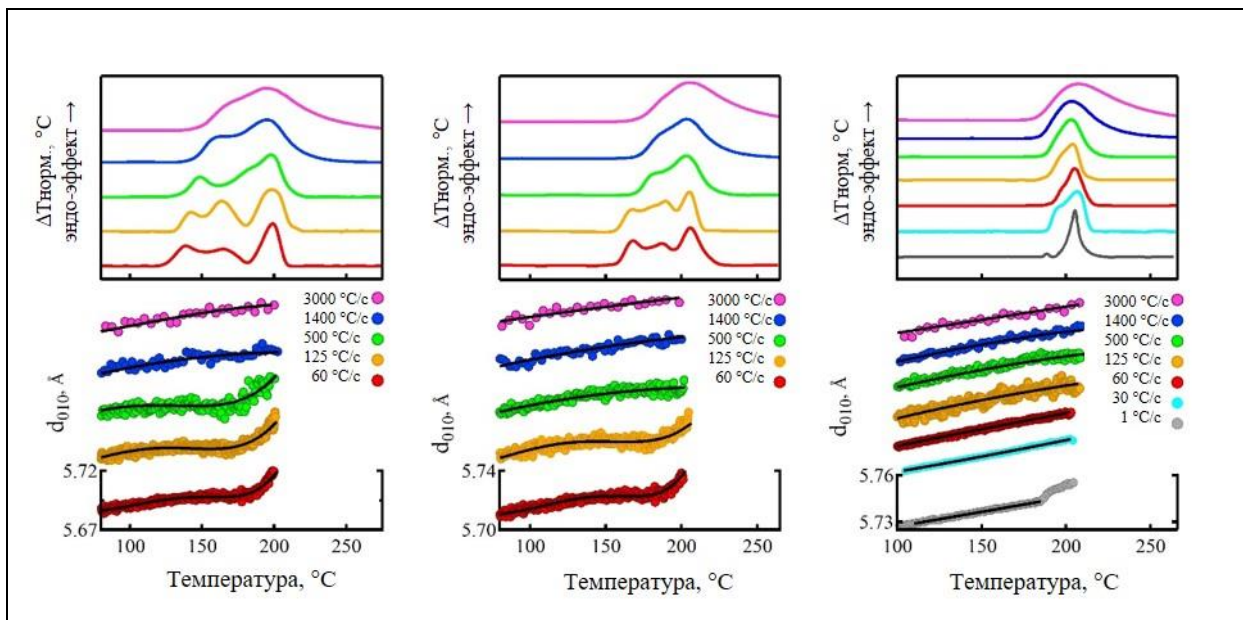 ΔTнорм., °C
эндо-эффект →
3000 °C/c
1400 °C/c
500 °C/c
125 °C/c
60 °C/c
d010, Å
5.72
5.67
100 150 200 250
Температура, °C
ΔTнорм., °C
эндо-эффект →
3000 °C/c
1400 °C/c
500 °C/c
125 °C/c
60 °C/c
d010, Å
5.74
5.70
100 150 200 250
Температура, °C
ΔTнорм, °C
эндо-эффект →
3000 °C/c
1400 °C/c
500 °C/c
125 °C/c
60 °C/c
30 °C/c
1 °C/c
d010, Å
5.76
5.73
100 150 200 250
Температура, °C